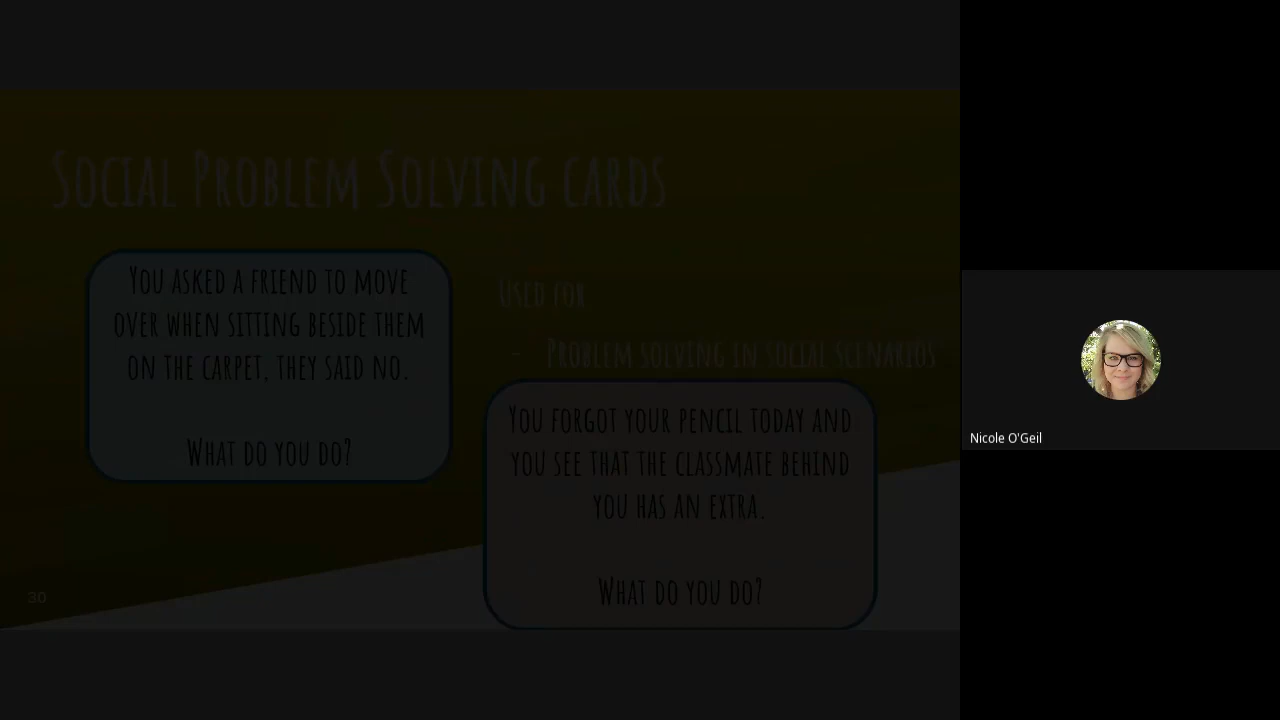 Social Problem Solving cards
You asked a friend to move
over when sitting beside them
on the carpet, they said no.
What do you do?
Used for
- Problem solving in social scenarios
You forgot your pencil today and
you see that the classmate behind
you has an extra.
What do you do?
30
Nicole O'Geil